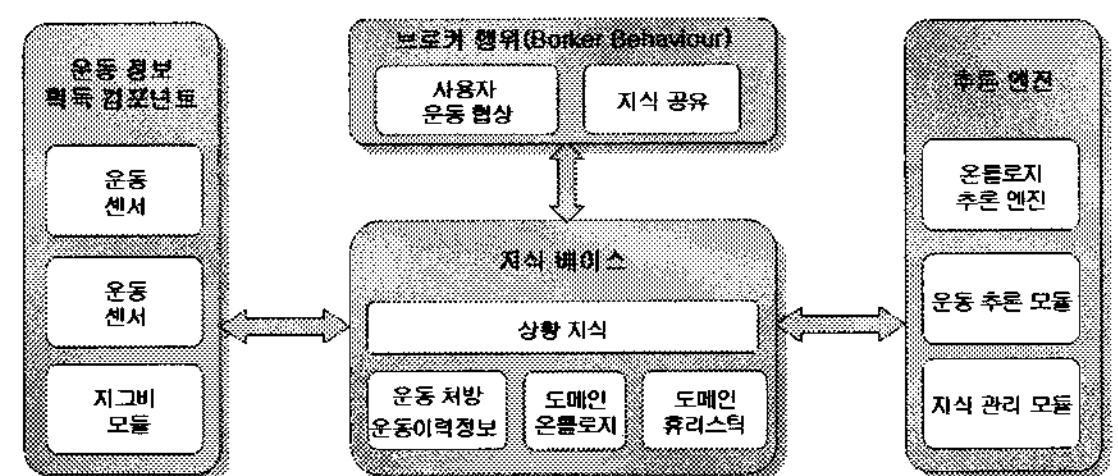 운동 정보
획득 컴포넌트
운동
센서
운동
센서
지그비
모듈
브로커 행위(Borker Behaviour)
사용자
운동 협상
지식 공유
지식 베이스
상황 지식
운동 처방
운동이력정보
도메인
온톨로지
도메인
휴리스틱
추론 엔진
온톨로지
추론 엔진
운동 추론 모듈
지식 관리 모듈